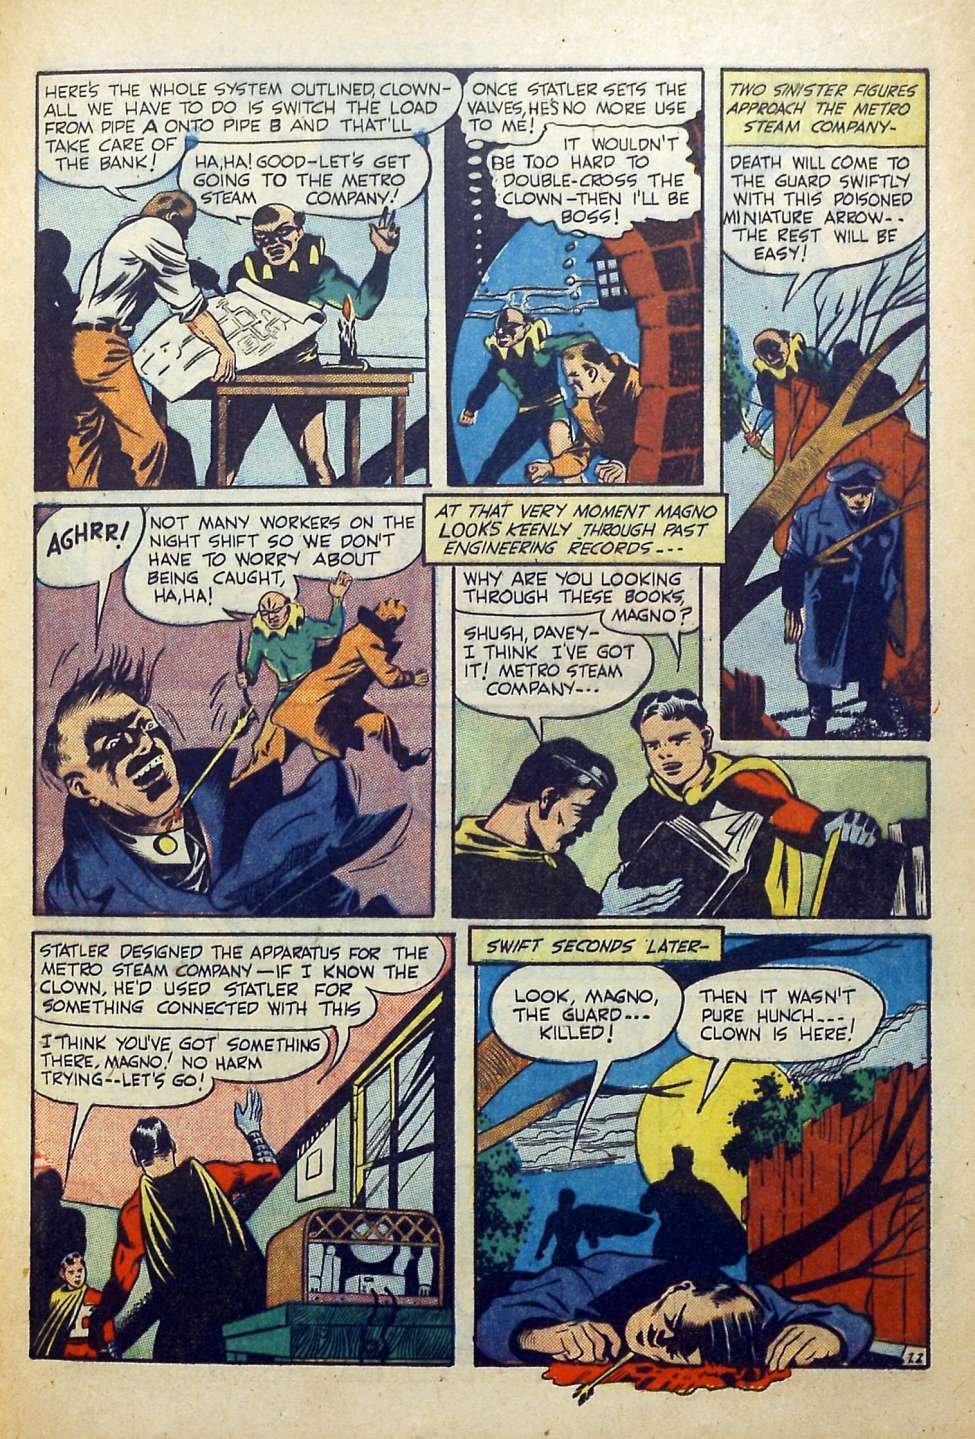 HERE'S THE WHOLE SYSTEM OUTLINED, CLOWN-
ALL WE HAVE TO DO IS SWITCH THE LOAD
FROM PIPE A ONTO PIPE B AND THAT'LL
TAKE CARE OF
THE BANK!
HA, HA! GOOD-LET'S GET
GOING TO THE METRO
STEAM COMPANY!
ONCE STATLER SETS THE
VALVES, HE'S NO MORE USE
TO ME!
IT WOULDN'T
BE TOO HARD TO
DOUBLE-CROSS THE
CLOWN-THEN I'LL BE
BOSS!
TWO SINISTER FIGURES
APPROACH THE METRO
STEAM COMPANY-
DEATH WILL COME TO
THE GUARD SWIFTLY
WITH THIS POISONED
MINIATURE ARROW--
THE REST WILL BE
EASY!
AGHRR!
NOT MANY WORKERS ON THE
NIGHT SHIFT SO WE DON'T
HAVE TO WORRY ABOUT
BEING CAUGHT,
HA, HA!
AT THAT VERY MOMENT MAGNO
LOOKS KEENLY THROUGH PAST
ENGINEERING RECORDS---
WHY ARE YOU LOOKING
THROUGH THESE BOOKS,
MAGNO?
SHUSH, DAVEY-
I THINK I'VE GOT
IT! METRO STEAM
COMPANY---
STATLER DESIGNED THE APPARATUS FOR THE
METRO STEAM COMPANY-IF I KNOW THE
CLOWN, HE'D USED STATLER FOR
SOMETHING CONNECTED WITH THIS
I THINK YOU'VE GOT SOMETHING
THERE, MAGNO! NO HARM
TRYING--LET'S GO!
SWIFT SECONDS LATER-
LOOK, MAGNO,
THE GUARD---
KILLED!
THEN IT WASN'T
PURE HUNCH---
CLOWN IS HERE!